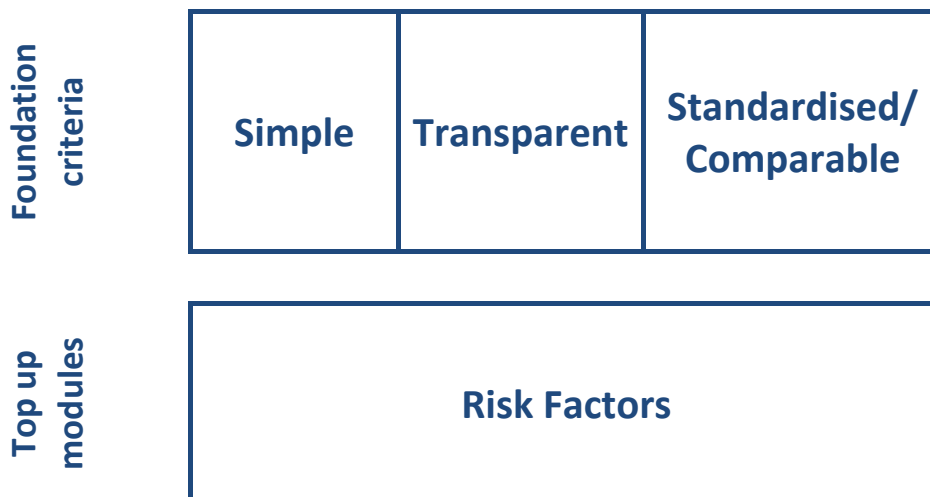 Foundation
criteria
Simple
Transparent
Standardised/
Comparable
Top up
modules
Risk Factors